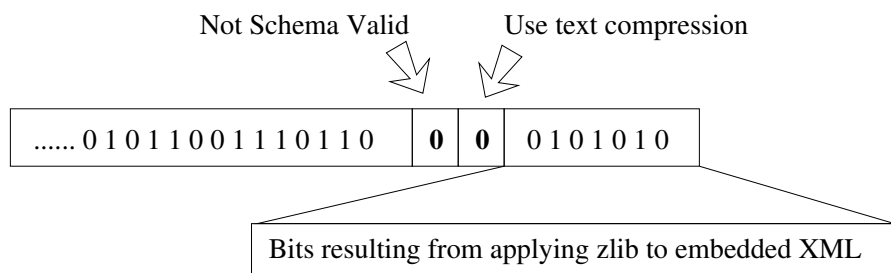 Not Schema Valid Use text compression
...... 0 1 0 1 1 0 0 1 1 1 0 1 1 0 0 0 0 1 0 1 0 1 0
Bits resulting from applying zlib to embedded XML